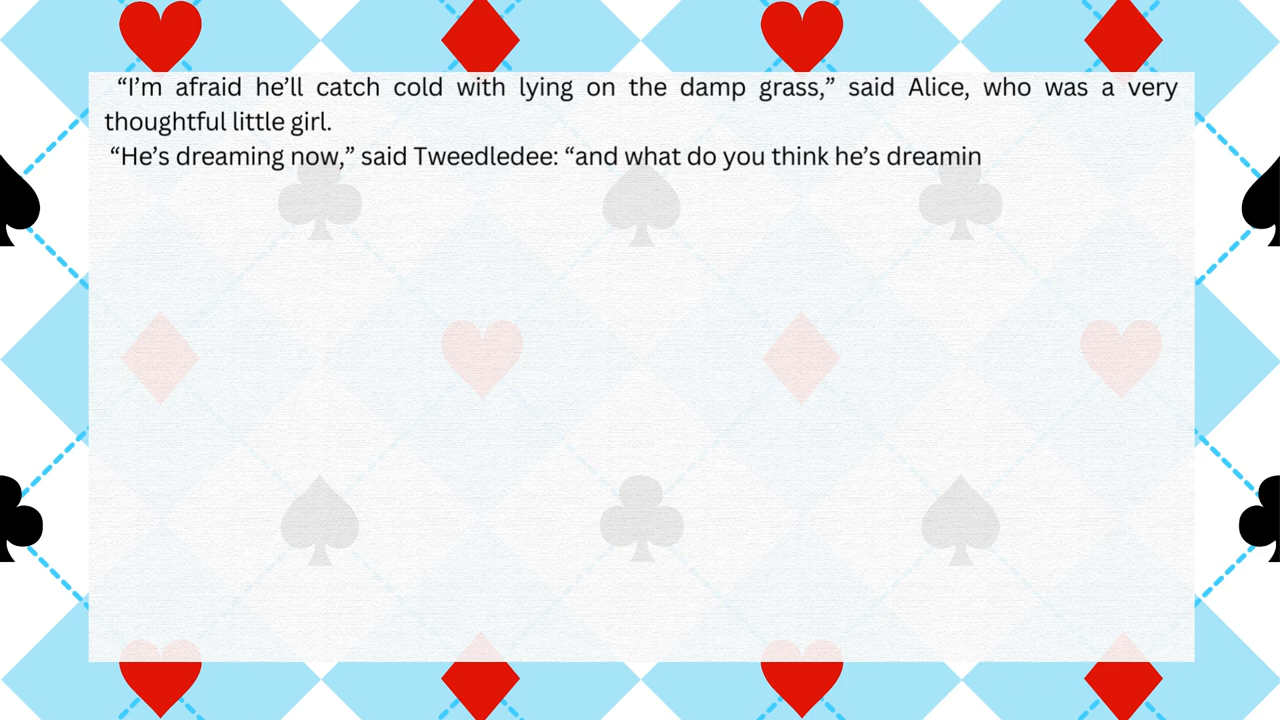 “I’m afraid he’ll catch cold with lying on the damp grass,” said Alice, who was a very
thoughtful little girl.
“He’s dreaming now,” said Tweedledee: “and what do you think he’s dreamin